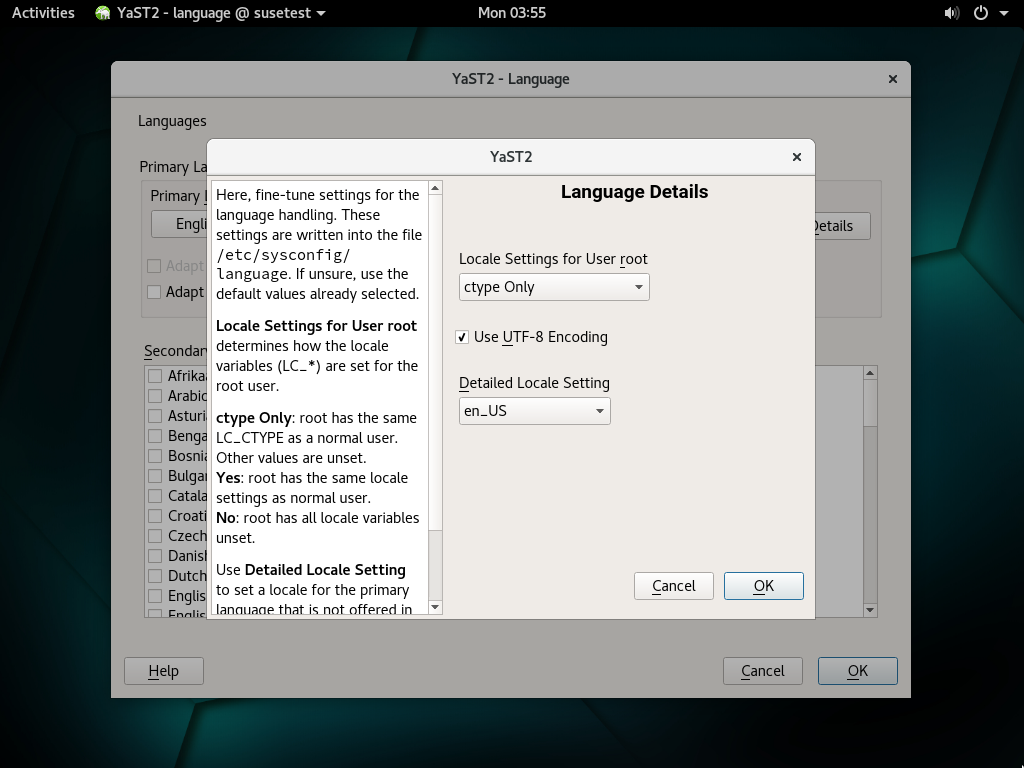 Activities YaST2 - language @ susetest Mon 03:55
YaST2 - Language
Languages
YaST2
Primary
Primary
Engli
Details
Adapt
Adapt
Secondary
Afrika
Arabic
Asturi
Benga
Bosni
Bulga
Catala
Croati
Czech
Danish
Dutch
Englis
Englis
Here, fine-tune settings for the
language handling. These
settings are written into the file
/etc/sysconfig/
language. If unsure, use the
default values already selected.
Locale Settings for User root
determines how the locale
variables (LC_*) are set for the
root user.
ctype Only: root has the same
LC_CTYPE as a normal user.
Other values are unset.
Yes: root has the same locale
settings as normal user.
No: root has all locale variables
unset.
Use Detailed Locale Setting
to set a locale for the primary
language that is not offered in
Language Details
Locale Settings for User root
ctype Only
Use UTF-8 Encoding
Detailed Locale Setting
en_US
Cancel OK
Help Cancel OK